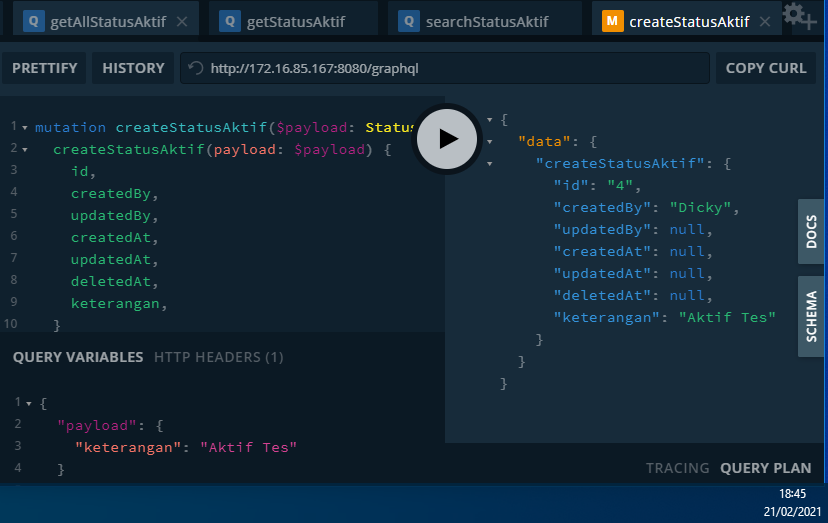 Q getAllStatusAktif Q getStatusAktif Q searchStatusAktif M createStatusAktif
PRETTIFY HISTORY http://172.16.85.167:8080/graphql COPY CURL
1 mutation createStatusAktif($payload: Status
2 createStatusAktif(payload: $payload) {
3 id,
4 createdBy,
5 updatedBy,
6 createdAt,
7 updatedAt,
8 deletedAt,
9 keterangan,
10 }
QUERY VARIABLES HTTP HEADERS (1)
1 {
2 "payload": {
3 "keterangan": "Aktif Tes"
4 }
{
"data": {
"createStatusAktif": {
"id": "4",
"createdBy": "Dicky",
"updatedBy": null,
"createdAt": null,
"updatedAt": null,
"deletedAt": null,
"keterangan": "Aktif Tes"
}
}
}
DOCS
SCHEMA
TRACING QUERY PLAN
18:45
21/02/2021